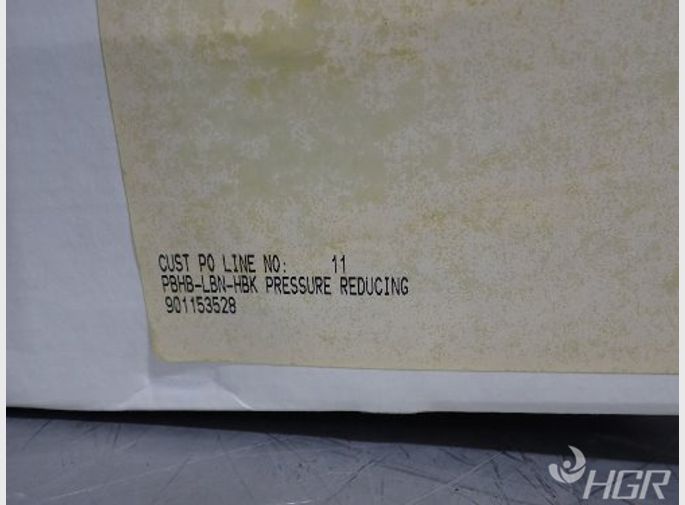 CUST PO LINE NO: 11
PBHB-LBN-HBK PRESSURE REDUCING
901153528
HGR